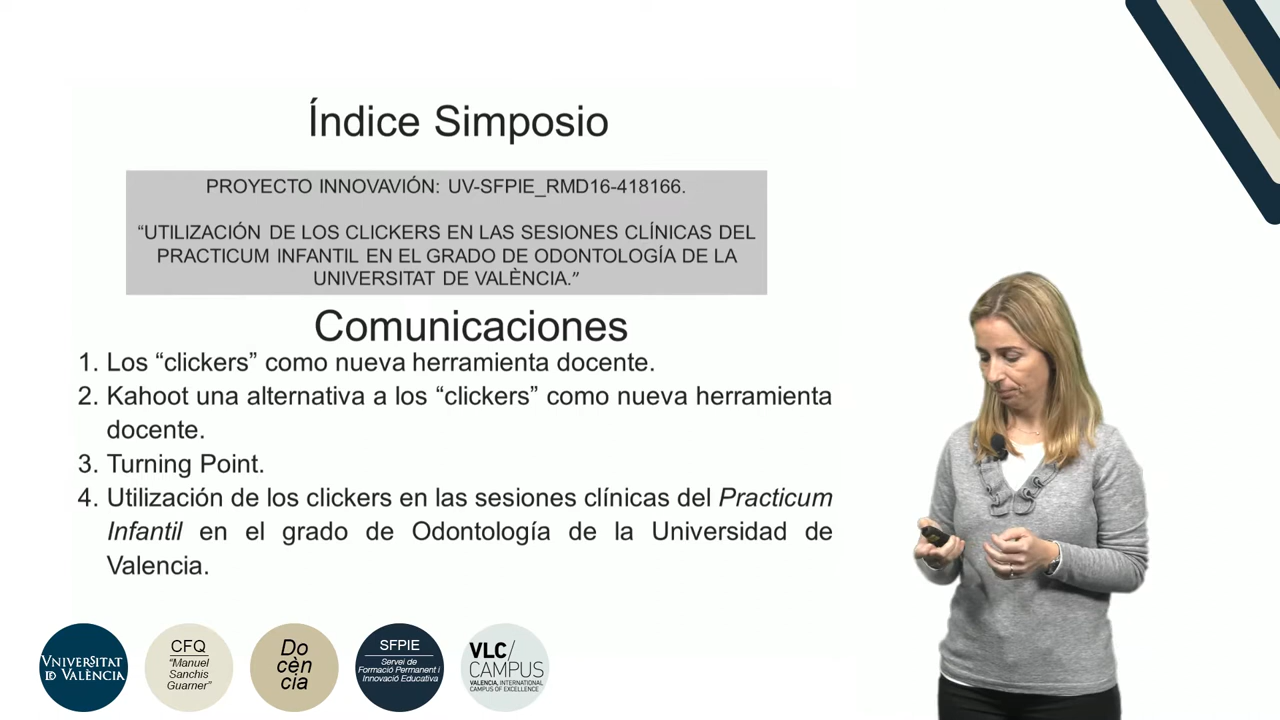 Índice Simposio
PROYECTO INNOVAVIÓN: UV-SFPIE_RMD16-418166.
“UTILIZACIÓN DE LOS CLICKERS EN LAS SESIONES CLÍNICAS DEL
PRACTICUM INFANTIL EN EL GRADO DE ODONTOLOGÍA DE LA
UNIVERSITAT DE VALÈNCIA.”
Comunicaciones
1. Los “clickers” como nueva herramienta docente.
2. Kahoot una alternativa a los “clickers” como nueva herramienta
docente.
3. Turning Point.
4. Utilización de los clickers en las sesiones clínicas del Practicum
Infantil en el grado de Odontología de la Universidad de
Valencia.
VNIVERSITAT
DE VALÈNCIA
CFQ
“Manuel
Sanchis
Guarner”
Do
cèn
cia
SFPIE
Servei de
Formació Permanent i
Innovació Educativa
VLC/
CAMPUS
VALENCIA, INTERNATIONAL
CAMPUS OF EXCELLENCE